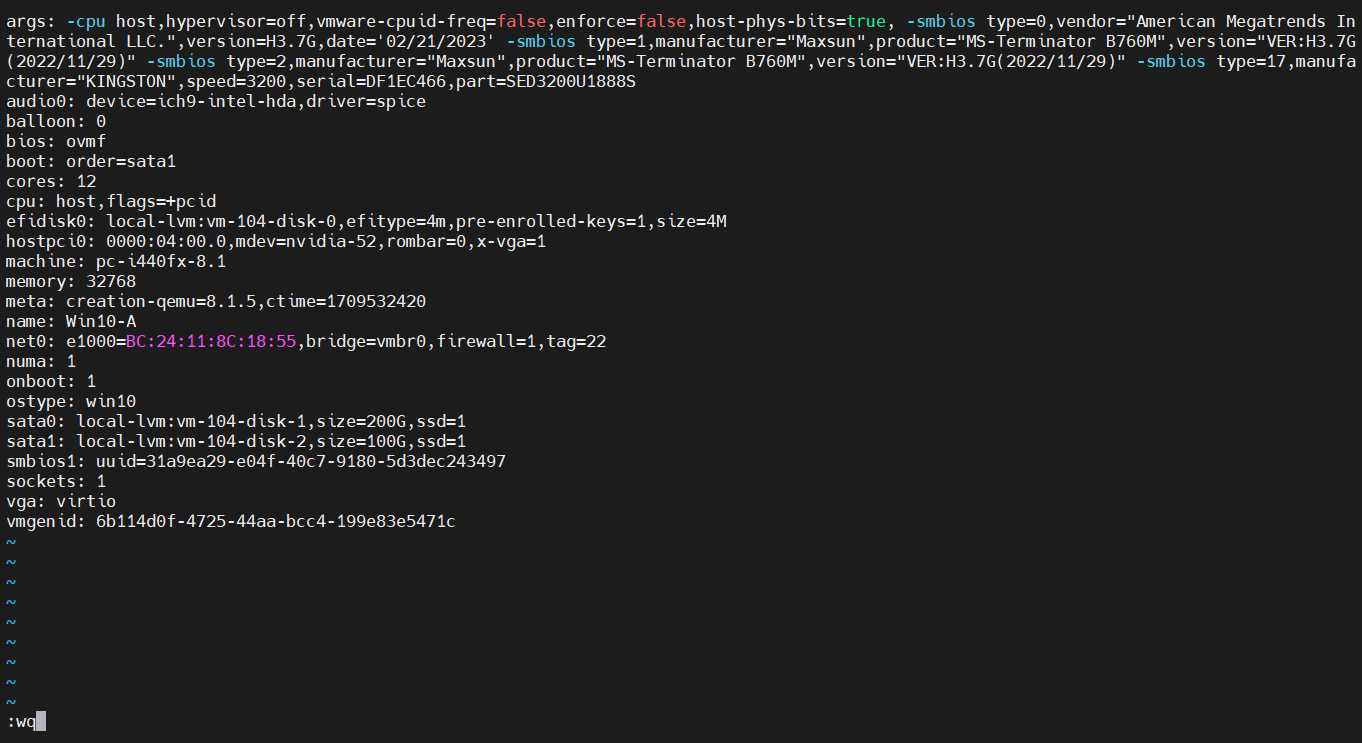 args: -cpu host,hypervisor=off,vmware-cpuid-freq=false,enforce=false,host-phys-bits=true, -smbios type=0,vendor="American Megatrends In
ternational LLC.",version=H3.7G,date='02/21/2023' -smbios type=1,manufacturer="Maxsun",product="MS-Terminator B760M",version="VER:H3.7G
(2022/11/29)" -smbios type=2,manufacturer="Maxsun",product="MS-Terminator B760M",version="VER:H3.7G(2022/11/29)" -smbios type=17,manufa
cturer="KINGSTON",speed=3200,serial=DF1EC466,part=SED3200U1888S
audio0: device=ich9-intel-hda,driver=spice
balloon: 0
bios: ovmf
boot: order=sata1
cores: 12
cpu: host,flags=+pcid
efidisk0: local-lvm:vm-104-disk-0,efitype=4m,pre-enrolled-keys=1,size=4M
hostpci0: 0000:04:00.0,mdev=nvidia-52,rombar=0,x-vga=1
machine: pc-i440fx-8.1
memory: 32768
meta: creation-qemu=8.1.5,ctime=1709532420
name: Win10-A
net0: e1000=BC:24:11:8C:18:55,bridge=vmbr0,firewall=1,tag=22
numa: 1
onboot: 1
ostype: win10
sata0: local-lvm:vm-104-disk-1,size=200G,ssd=1
sata1: local-lvm:vm-104-disk-2,size=100G,ssd=1
smbios1: uuid=31a9ea29-e04f-40c7-9180-5d3dec243497
sockets: 1
vga: virtio
vmgenid: 6b114d0f-4725-44aa-bcc4-199e83e5471c
~
~
~
~
~
~
~
~
~
:wq